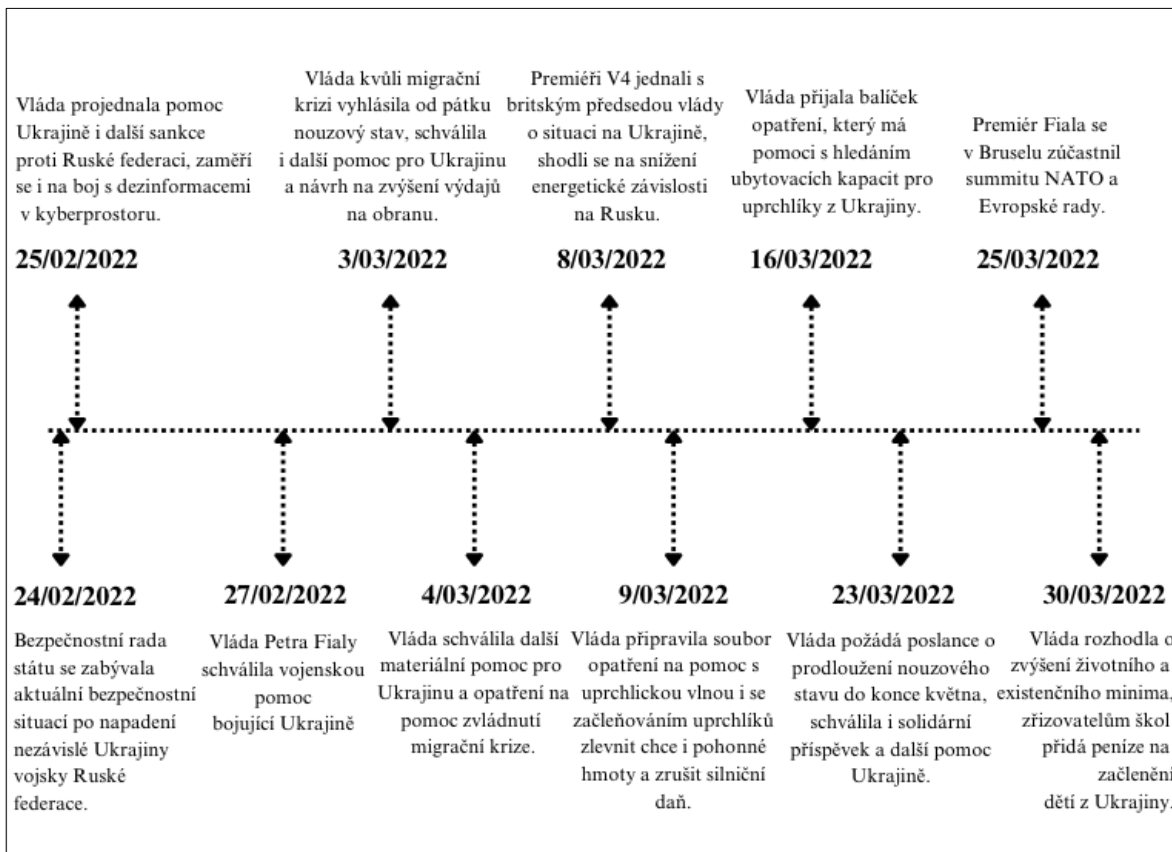 Vláda projednala pomoc
Ukrajině i další sankce
proti Ruské federaci, zaměří
se i na boj s dezinformacemi
v kyberprostoru.
25/02/2022
Vláda kvůli migrační
krizi vyhlásila od pátku
nouzový stav, schválila
i další pomoc pro Ukrajinu
a návrh na zvýšení výdajů
na obranu.
3/03/2022
Premiéři V4 jednali s
britským předsedou vlády
o situaci na Ukrajině,
shodli se na snížení
energetické závislosti
na Rusku.
8/03/2022
Vláda přijala balíček
opatření, který má
pomoci s hledáním
ubytovacích kapacit pro
uprchlíky z Ukrajiny.
16/03/2022
Premiér Fiala se
v Bruselu zúčastnil
summitu NATO a
Evropské rady.
25/03/2022
24/02/2022
Bezpečnostní rada
státu se zabývala
aktuální bezpečnostní
situací po napadení
nezávislé Ukrajiny
vojsky Ruské
federace.
27/02/2022
Vláda Petra Fialy
schválila vojenskou
pomoc
bojující Ukrajině
4/03/2022
Vláda schválila další
materiální pomoc pro
Ukrajinu a opatření na
pomoc zvládnutí
migrační krize.
9/03/2022
Vláda připravila soubor
opatření na pomoc s
uprchlickou vlnou i se
začleňováním uprchlíků
zlevnit chce i pohonné
hmoty a zrušit silniční
daň.
23/03/2022
Vláda požádá poslance o
prodloužení nouzového
stavu do konce května,
schválila i solidární
příspěvek a další pomoc
Ukrajině.
30/03/2022
Vláda rozhodla o
zvýšení životního a
existenčního minima,
zřizovatelům škol
přidá peníze na
začlenění
dětí z Ukrajiny.